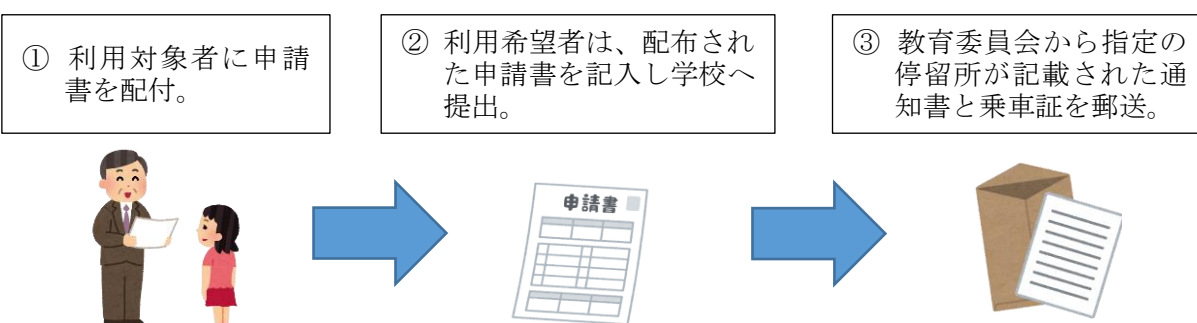 ① 利用対象者に申請
書を配付。
② 利用希望者は、配布され
た申請書を記入し学校へ
提出。
③ 教育委員会から指定の
停留所が記載された通
知書と乗車証を郵送。
申請書